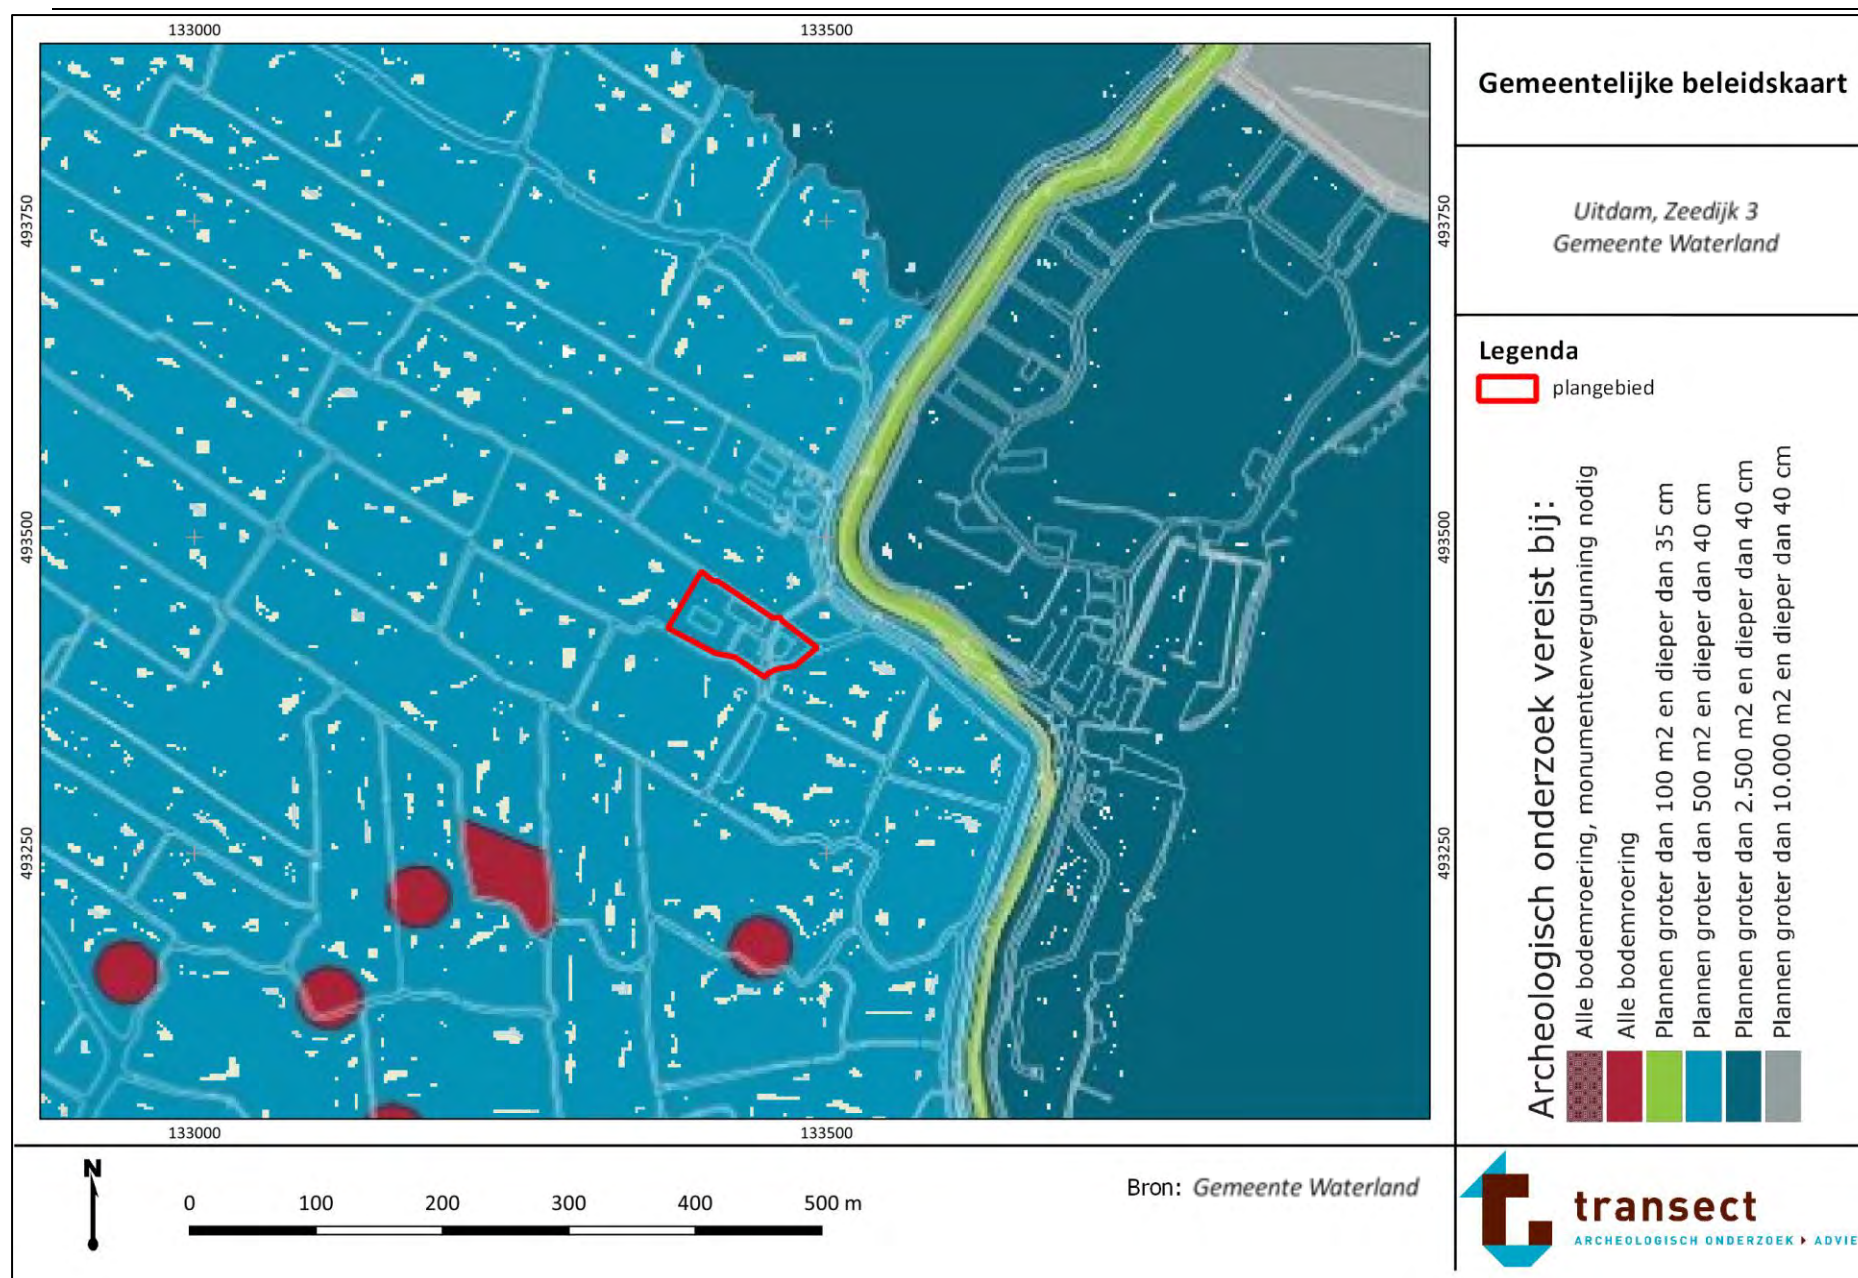 133000
133500
493750
493500
493250
493750
493500
493250
133000
133500
Gemeentelijke beleidskaart
Uitdam, Zeedijk 3
Gemeente Waterland
Legenda
plangebied
Archeologisch onderzoek vereist bij:
Alle bodemroering, monumentenvergunning nodig
Alle bodemroering
Plannen groter dan 100 m2 en dieper dan 35 cm
Plannen groter dan 500 m2 en dieper dan 40 cm
Plannen groter dan 2.500 m2 en dieper dan 40 cm
Plannen groter dan 10.000 m2 en dieper dan 40 cm
N
0 100 200 300 400 500 m
Bron: Gemeente Waterland
transect
ARCHEOLOGISCH ONDERZOEK ADVIE